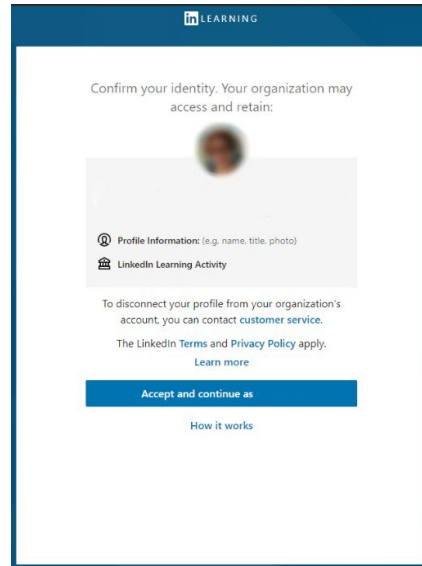 in LEARNING
Confirm your identity. Your organization may
access and retain:
Profile Information: (e.g. name, title, photo)
LinkedIn Learning Activity
To disconnect your profile from your organization's
account, you can contact customer service.
The LinkedIn Terms and Privacy Policy apply.
Learn more
Accept and continue as
How it works